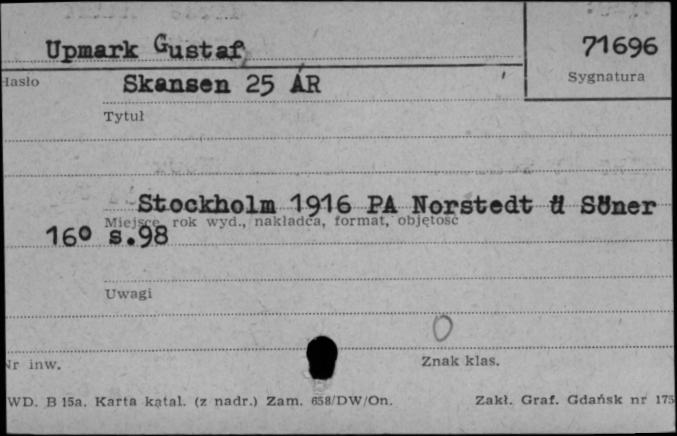 Upmark Gustaf
71696
Hasło
Sygnatura
Skansen 25 ÅR
Tytuł
Stockholm 1916 PA Norstedt ü Söner
Miejsce, rok wyd., nakładca, format, objętość
16º s.98
Uwagi
0
Nr inw.
Znak klas.
WD. B 15a. Karta katal. (z nadr.) Zam. 658/DW/On.
Zakł. Graf. Gdańsk nr 175